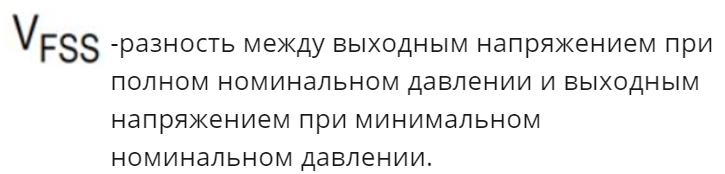 VFSS -разность между выходным напряжением при
полном номинальном давлении и выходным
напряжением при минимальном
номинальном давлении.